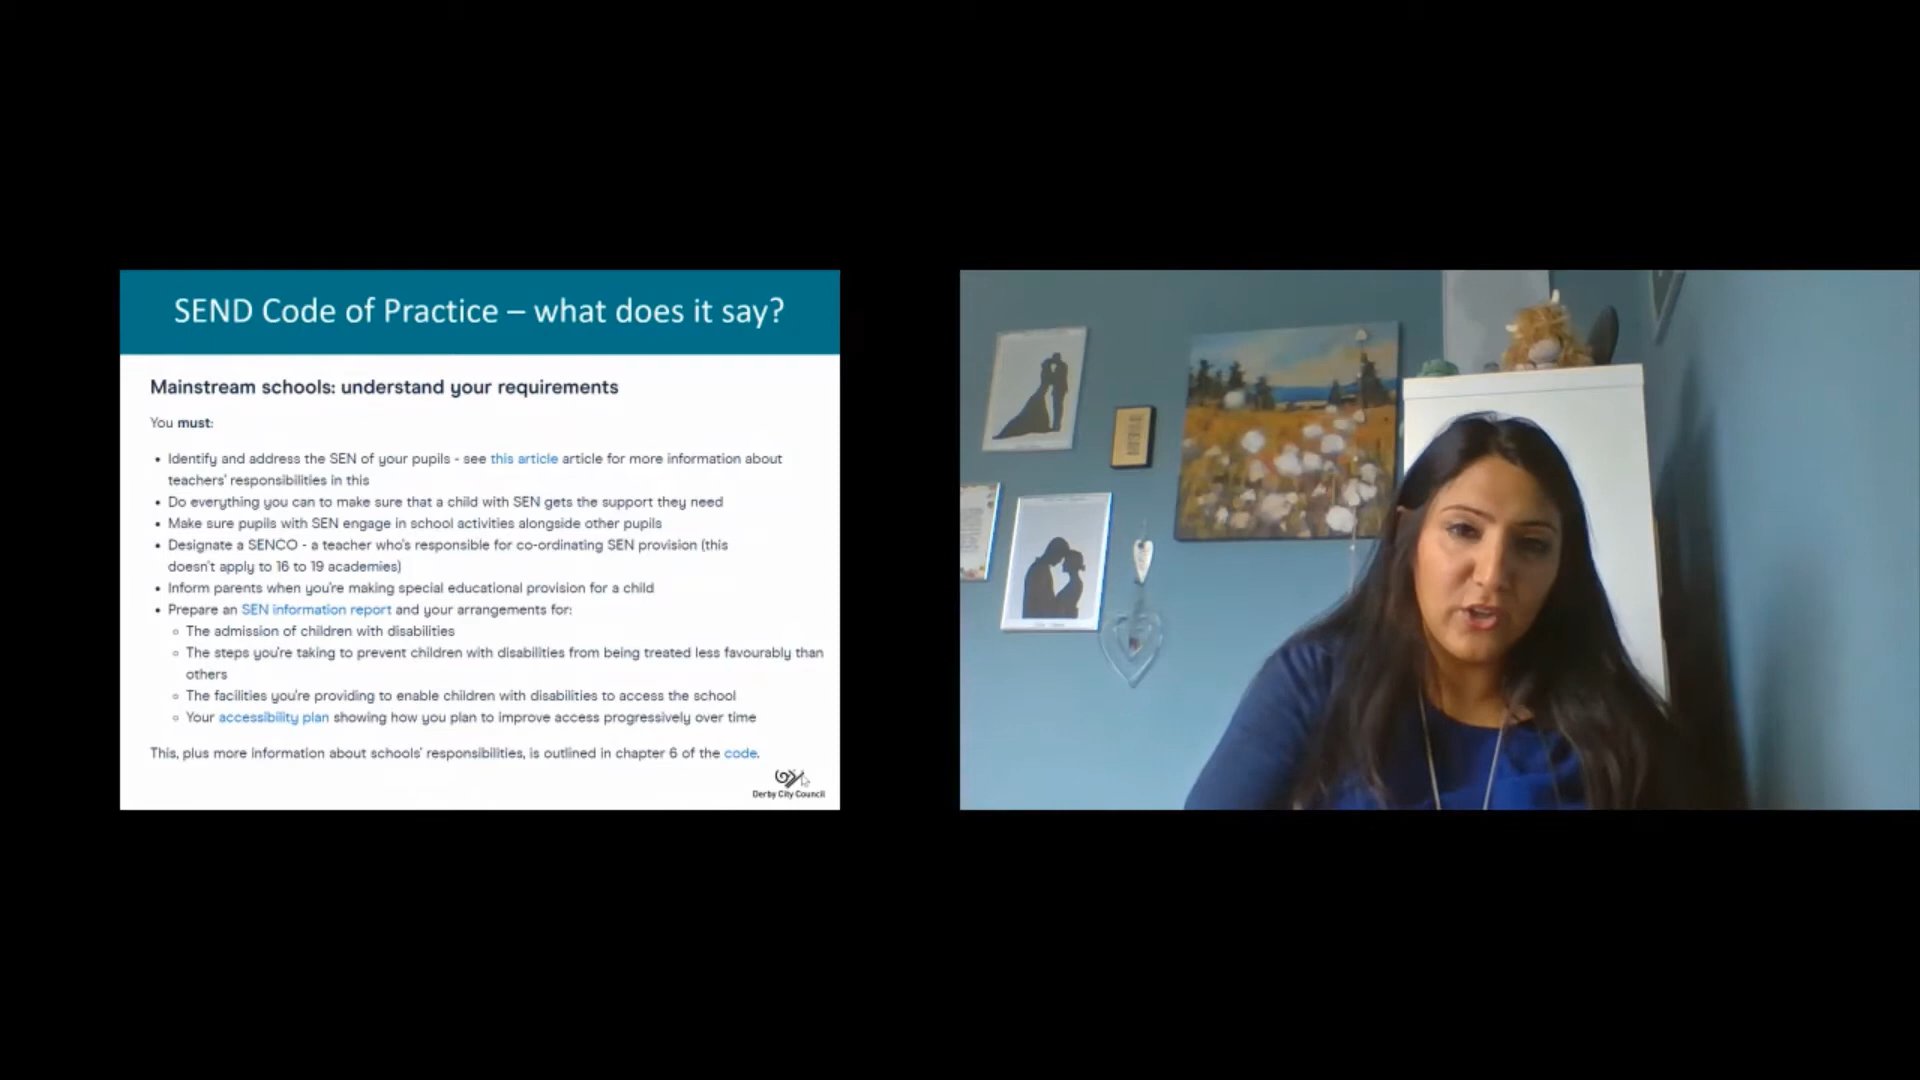 SEND Code of Practice – what does it say?
Mainstream schools: understand your requirements
You must:
• Identify and address the SEN of your pupils - see this article article for more information about
teachers' responsibilities in this
• Do everything you can to make sure that a child with SEN gets the support they need
• Make sure pupils with SEN engage in school activities alongside other pupils
• Designate a SENCO - a teacher who's responsible for co-ordinating SEN provision (this
doesn't apply to 16 to 19 academies)
• Inform parents when you're making special educational provision for a child
• Prepare an SEN information report and your arrangements for:
◦ The admission of children with disabilities
◦ The steps you're taking to prevent children with disabilities from being treated less favourably than
others
◦ The facilities you're providing to enable children with disabilities to access the school
◦ Your accessibility plan showing how you plan to improve access progressively over time
This, plus more information about schools' responsibilities, is outlined in chapter 6 of the code.
Derby City Council